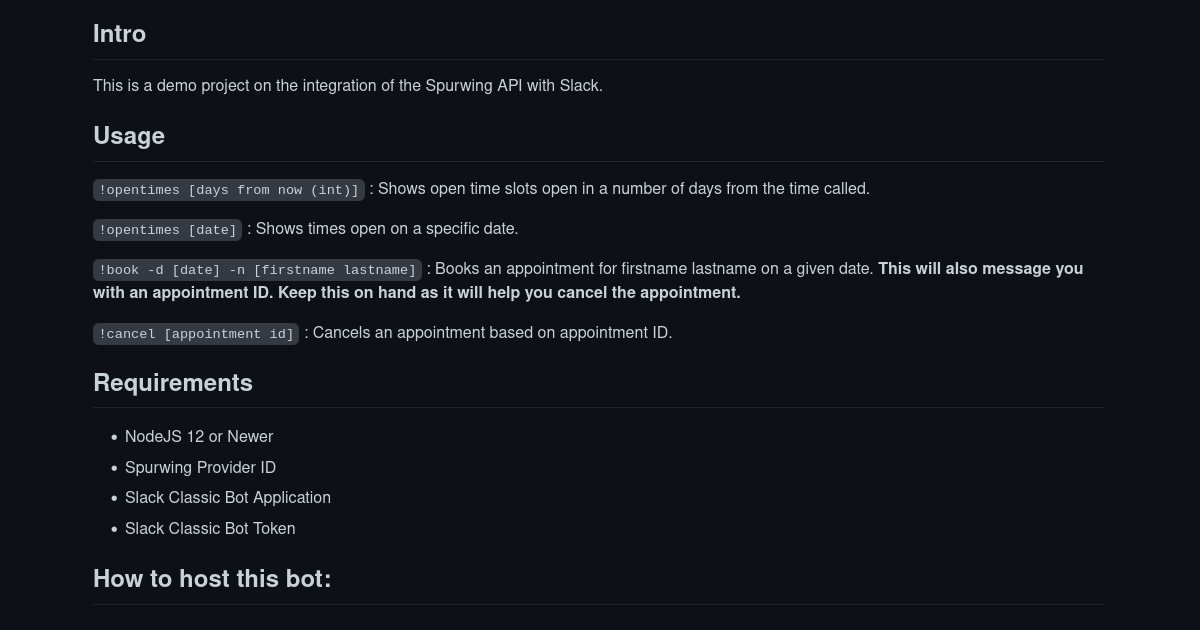 Intro
This is a demo project on the integration of the Spurwing API with Slack.
Usage
!opentimes [days from now (int)] : Shows open time slots open in a number of days from the time called.
!opentimes [date] : Shows times open on a specific date.
!book -d [date] -n [firstname lastname] : Books an appointment for firstname lastname on a given date. This will also message you
with an appointment ID. Keep this on hand as it will help you cancel the appointment.
!cancel [appointment id] : Cancels an appointment based on appointment ID.
Requirements
• NodeJS 12 or Newer
• Spurwing Provider ID
• Slack Classic Bot Application
• Slack Classic Bot Token
How to host this bot: